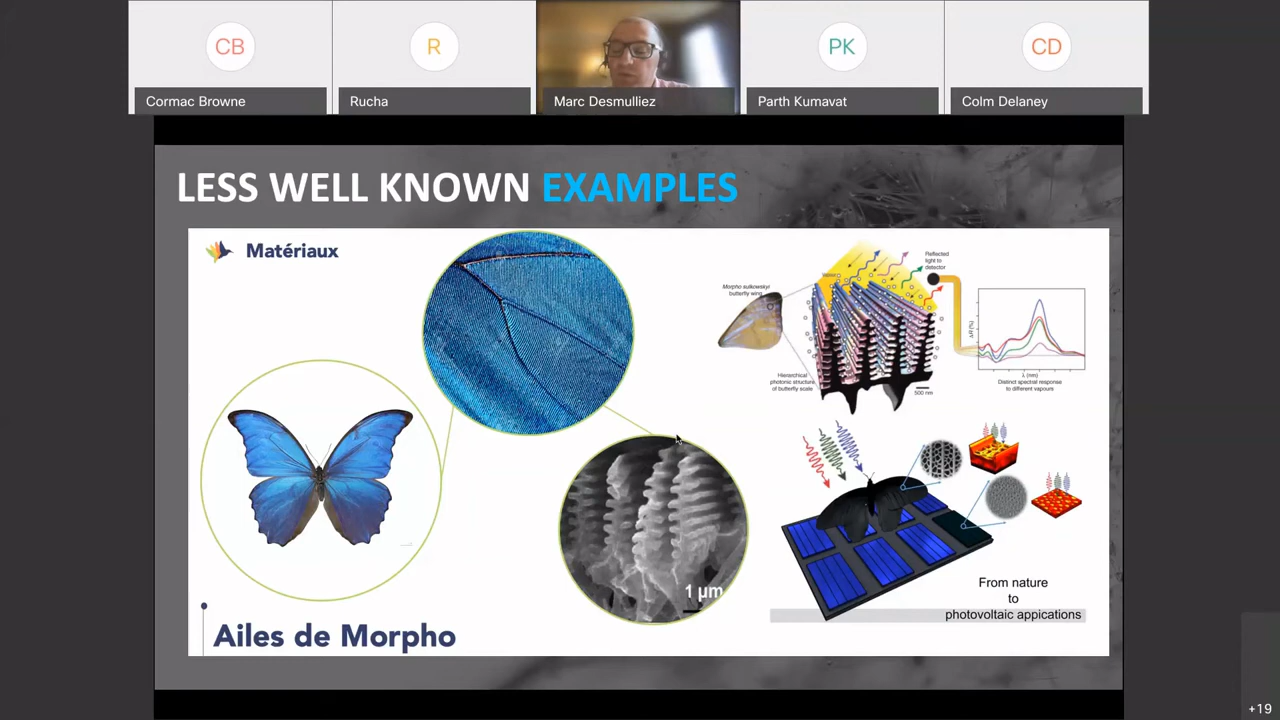 CB
R
PK
CD
Cormac Browne
Rucha
Marc Desmulliez
Parth Kumavat
Colm Delaney
LESS WELL KNOWN EXAMPLES
Matériaux
Reflected
light to
detector
Morpho sulkowskyi
butterfly wing
Hierarchical
photonic structure
of butterfly scale
500 nm
ΔR (%)
λ (nm)
Distinct spectral response
to different vapours
1 µm
From nature
to
photovoltaic appications
Ailes de Morpho
+19